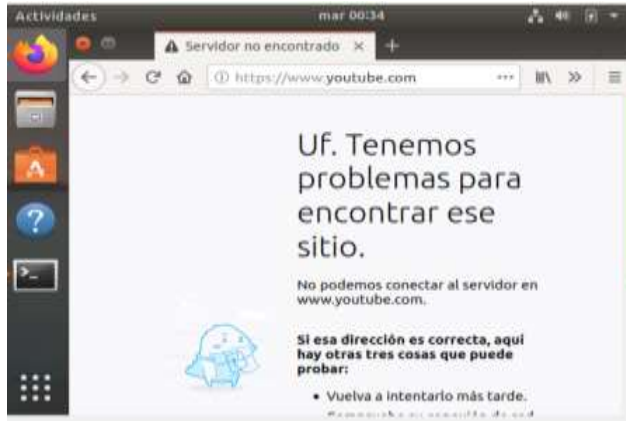 Actividades
mar 00:34
Servidor no encontrado
https://www.youtube.com
Uf. Tenemos
problemas para
encontrar ese
sitio.
No podemos conectar al servidor en
www.youtube.com.
Si esa dirección es correcta, aquí
hay otras tres cosas que puede
probar:
• Vuelva a intentarlo más tarde.